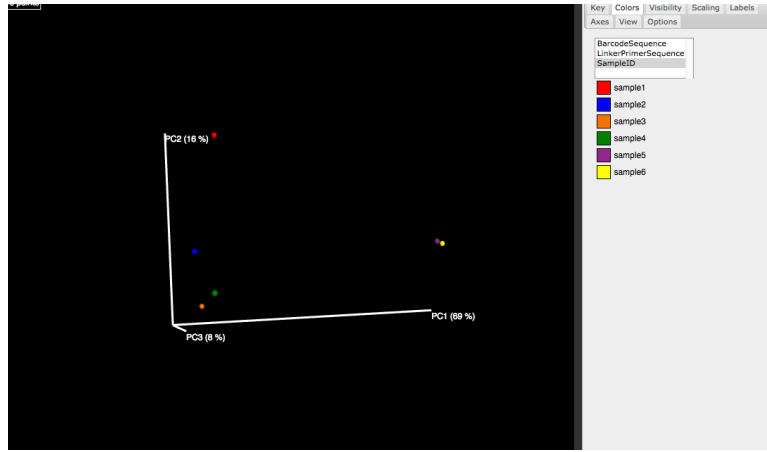 points
Key Colors Visibility Scaling Labels
Axes View Options
BarcodeSequence
LinkerPrimerSequence
SampleID
sample1
sample2
sample3
sample4
sample5
sample6
PC2 (16 %)
PC1 (69 %)
PC3 (8 %)